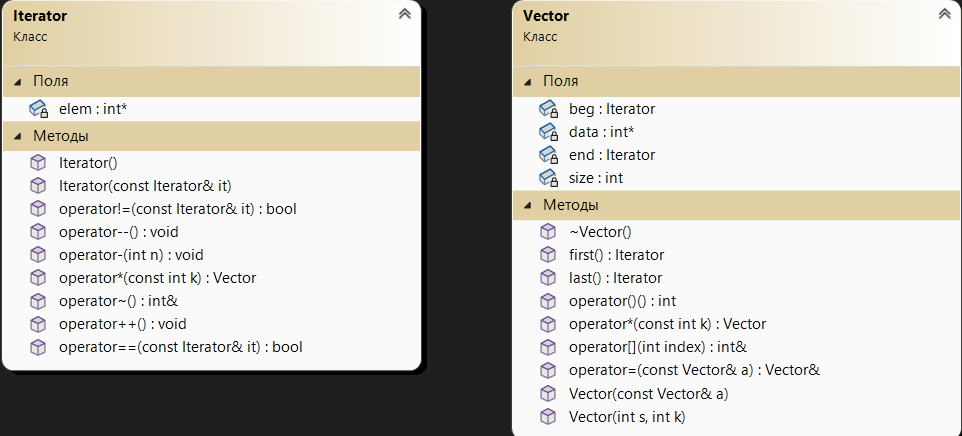 Iterator
Класс
Поля
elem : int*
Методы
Iterator()
Iterator(const Iterator& it)
operator!=(const Iterator& it) : bool
operator--() : void
operator-(int n) : void
operator*(const int k) : Vector
operator~() : int&
operator++() : void
operator==(const Iterator& it) : bool
Vector
Класс
Поля
beg : Iterator
data : int*
end : Iterator
size : int
Методы
~Vector()
first() : Iterator
last() : Iterator
operator()() : int
operator*(const int k) : Vector
operator[](int index) : int&
operator=(const Vector& a) : Vector&
Vector(const Vector& a)
Vector(int s, int k)